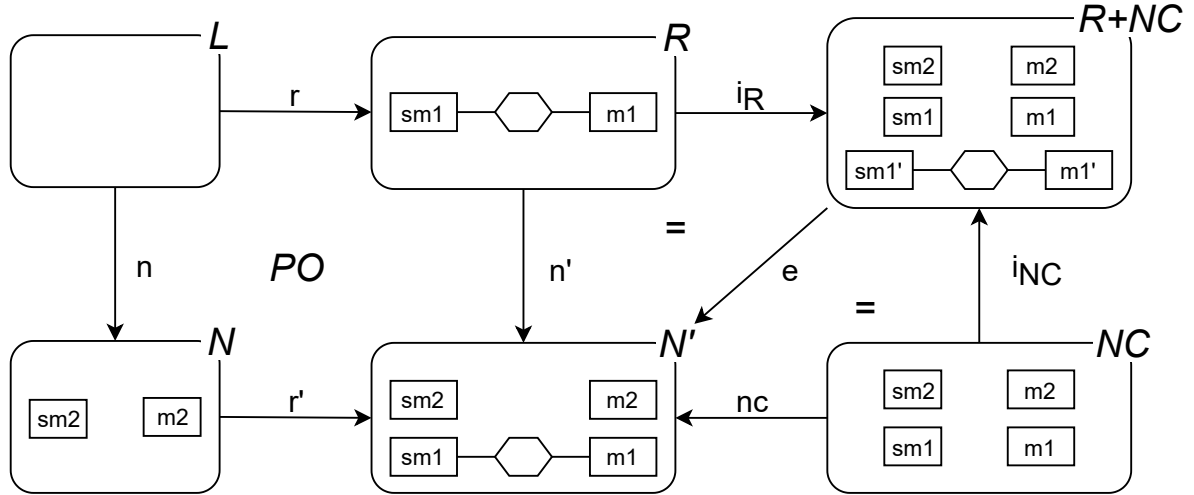 L
R
R+NC
sm2 m2
sm1 m1
sm1' m1'
r
iR
sm1 m1
n
PO
n'
=
e
=
iNC
N
N'
NC
sm2 m2
r'
sm2 m2
sm1 m1
nc
sm2 m2
sm1 m1